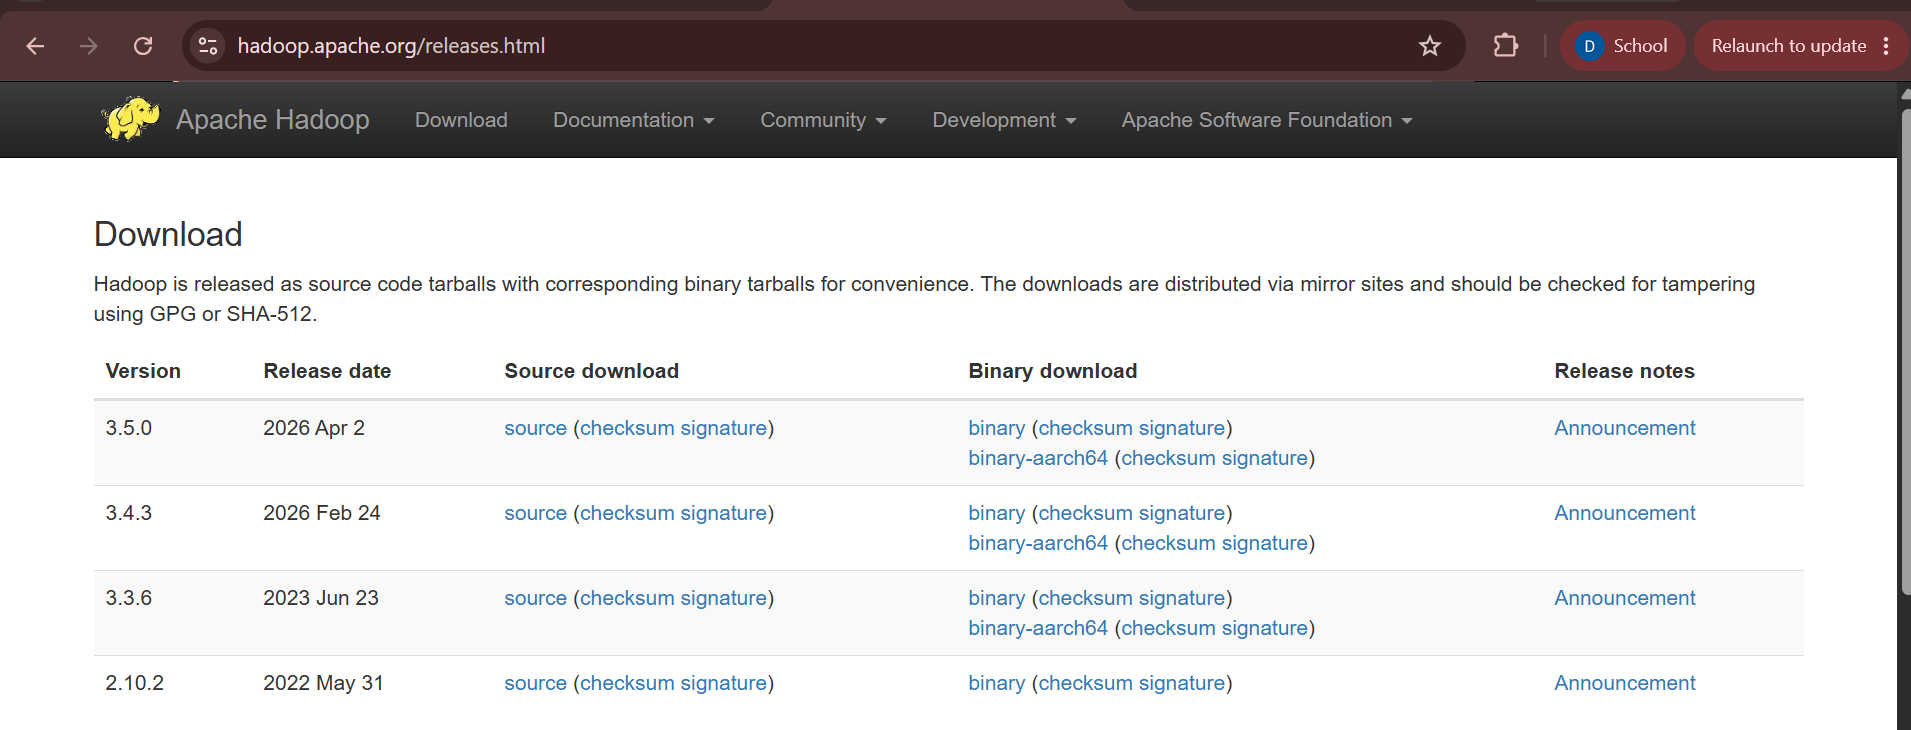 hadoop.apache.org/releases.html
D School
Relaunch to update
Apache Hadoop Download Documentation Community Development Apache Software Foundation
Download
Hadoop is released as source code tarballs with corresponding binary tarballs for convenience. The downloads are distributed via mirror sites and should be checked for tampering
using GPG or SHA-512.
Version Release date Source download Binary download Release notes
3.5.0 2026 Apr 2 source (checksum signature) binary (checksum signature) Announcement
binary-aarch64 (checksum signature)
3.4.3 2026 Feb 24 source (checksum signature) binary (checksum signature) Announcement
binary-aarch64 (checksum signature)
3.3.6 2023 Jun 23 source (checksum signature) binary (checksum signature) Announcement
binary-aarch64 (checksum signature)
2.10.2 2022 May 31 source (checksum signature) binary (checksum signature) Announcement